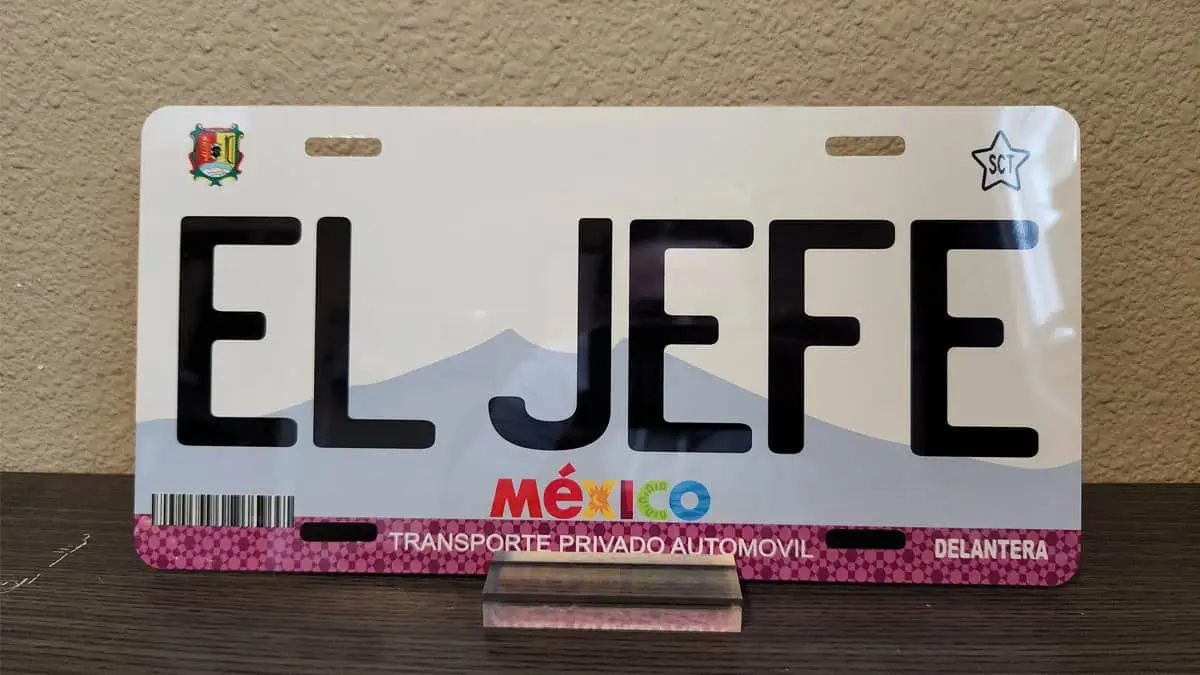 SCT
EL JEFE
MéXICO
TRANSPORTE PRIVADO AUTOMOVIL
DELANTERA